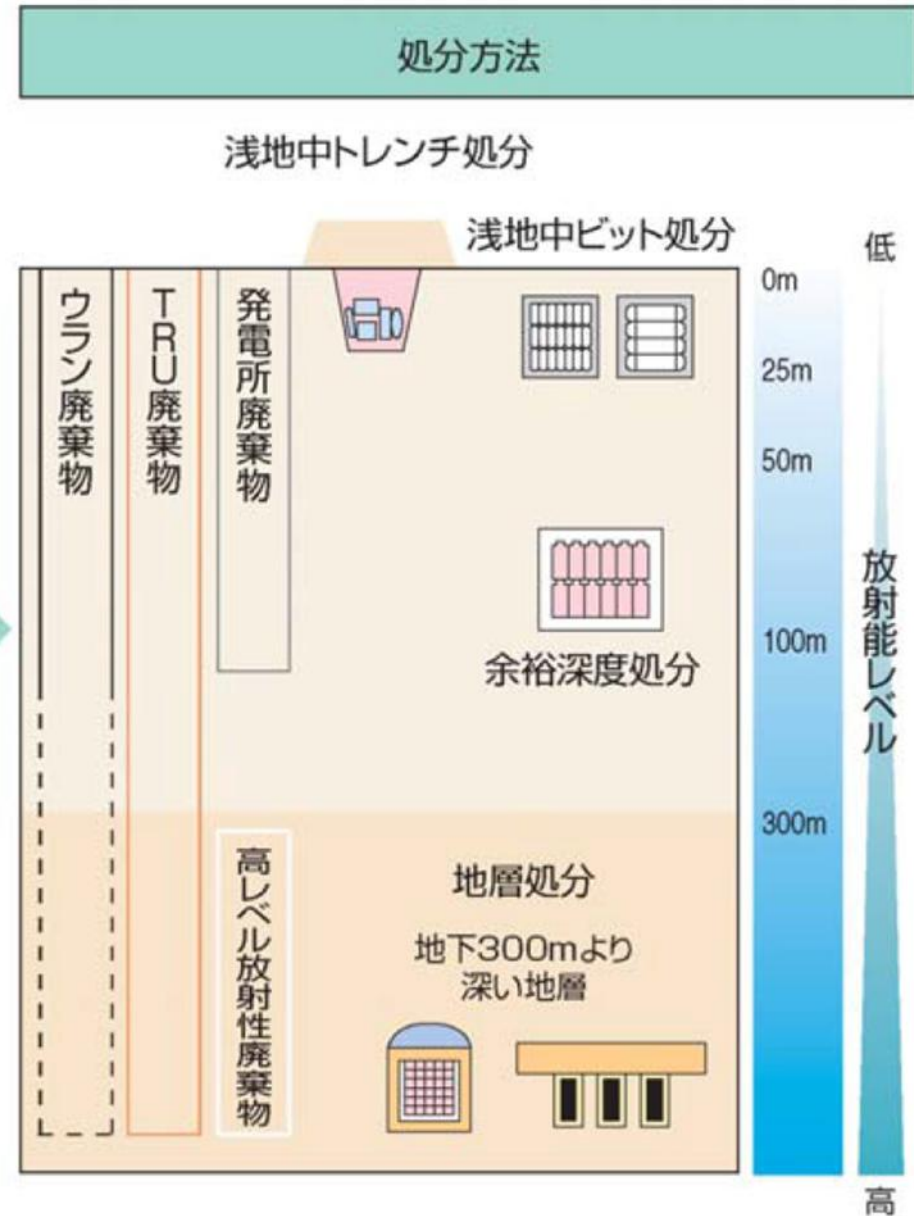 処分方法
浅地中トレンチ処分
浅地中ピット処分
低
ウラン廃棄物
TRU廃棄物
発電所廃棄物
0m
25m
50m
100m
300m
放射能レベル
余裕深度処分
高レベル放射性廃棄物
地層処分
地下300mより
深い地層
高